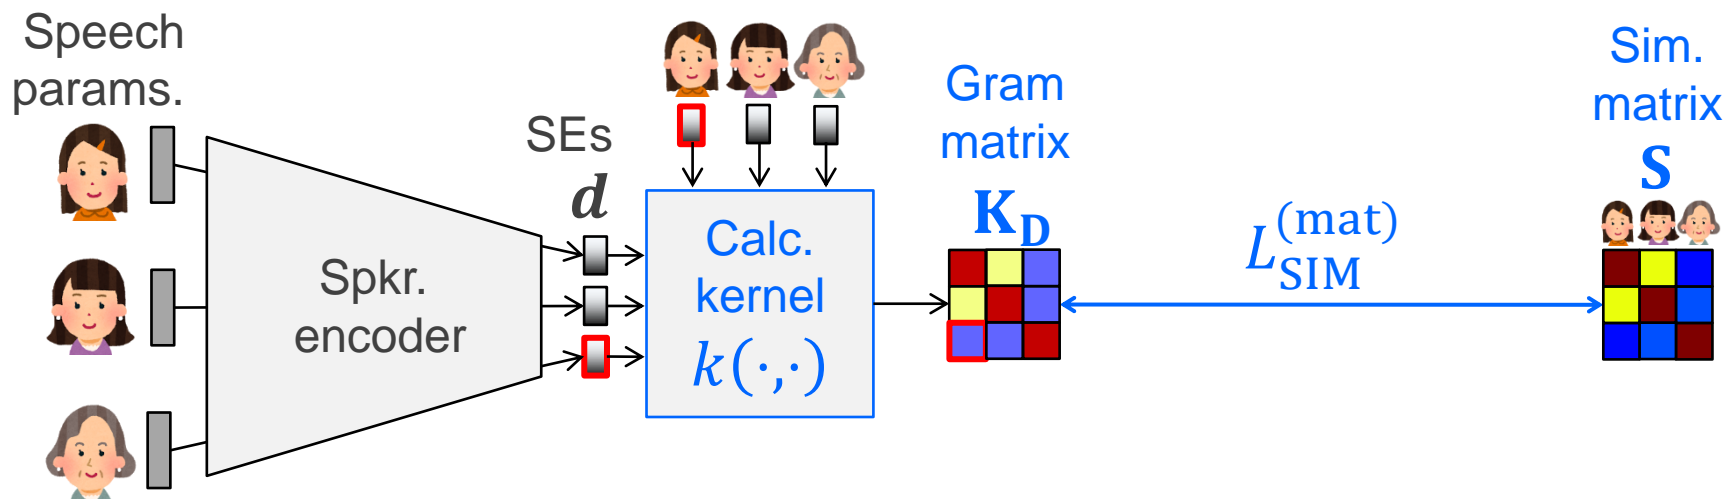 Speech
params.
Spkr.
encoder
SEs
d
Calc.
kernel
k(·,·)
Gram
matrix
K_D
L_SIM^(mat)
Sim.
matrix
S